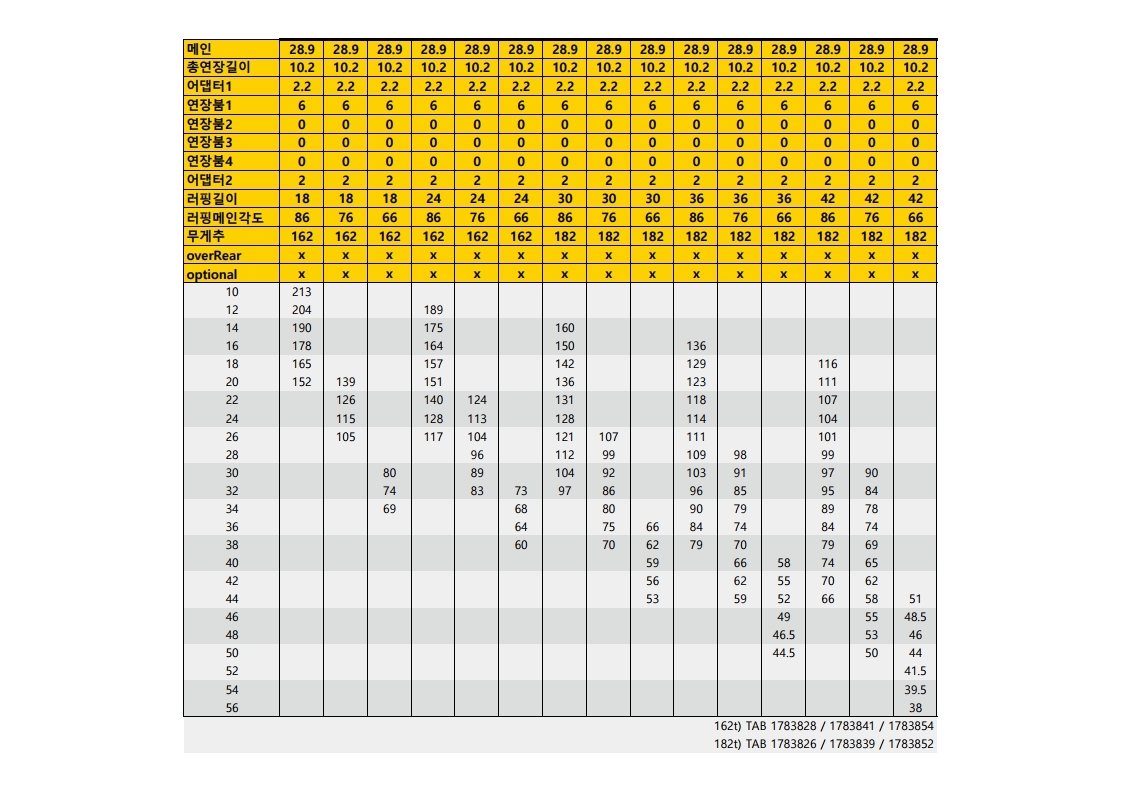 메인 28.9 28.9 28.9 28.9 28.9 28.9 28.9 28.9 28.9 28.9 28.9 28.9 28.9 28.9 28.9
총연장길이 10.2 10.2 10.2 10.2 10.2 10.2 10.2 10.2 10.2 10.2 10.2 10.2 10.2 10.2 10.2
어댑터1 2.2 2.2 2.2 2.2 2.2 2.2 2.2 2.2 2.2 2.2 2.2 2.2 2.2 2.2 2.2
연장붐1 6 6 6 6 6 6 6 6 6 6 6 6 6 6 6
연장붐2 0 0 0 0 0 0 0 0 0 0 0 0 0 0 0
연장붐3 0 0 0 0 0 0 0 0 0 0 0 0 0 0 0
연장붐4 0 0 0 0 0 0 0 0 0 0 0 0 0 0 0
어댑터2 2 2 2 2 2 2 2 2 2 2 2 2 2 2 2
러핑길이 18 18 18 24 24 24 30 30 30 36 36 36 42 42 42
러핑메인각도 86 76 66 86 76 66 86 76 66 86 76 66 86 76 66
무게추 162 162 162 162 162 162 182 182 182 182 182 182 182 182 182
overRear x x x x x x x x x x x x x x x
optional x x x x x x x x x x x x x x x
10 213
12 204 189
14 190 175 160
16 178 164 150 136
18 165 157 142 129 116
20 152 139 151 136 123 111
22 126 140 124 131 118 107
24 115 128 113 128 114 104
26 105 117 104 121 107 111 101
28 96 112 99 109 98 99
30 80 89 104 92 103 91 97 90
32 74 83 73 97 86 96 85 95 84
34 69 68 80 90 79 89 78
36 64 75 66 84 74 84 74
38 60 70 62 79 70 79 69
40 59 66 58 74 65
42 56 62 55 70 62
44 53 59 52 66 58 51
46 49 55 48.5
48 46.5 53 46
50 44.5 50 44
52 41.5
54 39.5
56 38
162t) TAB 1783828 / 1783841 / 1783854
182t) TAB 1783826 / 1783839 / 1783852